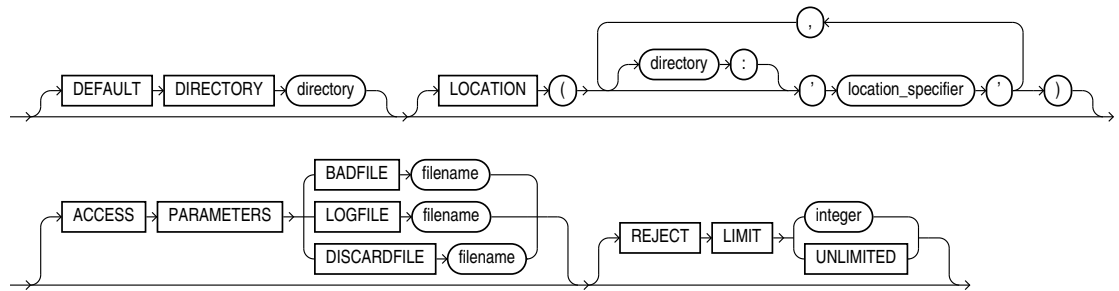 ,
directory :
DEFAULT DIRECTORY directory LOCATION ( ' location_specifier ' )
BADFILE filename
ACCESS PARAMETERS LOGFILE filename REJECT LIMIT integer
DISCARDFILE filename UNLIMITED